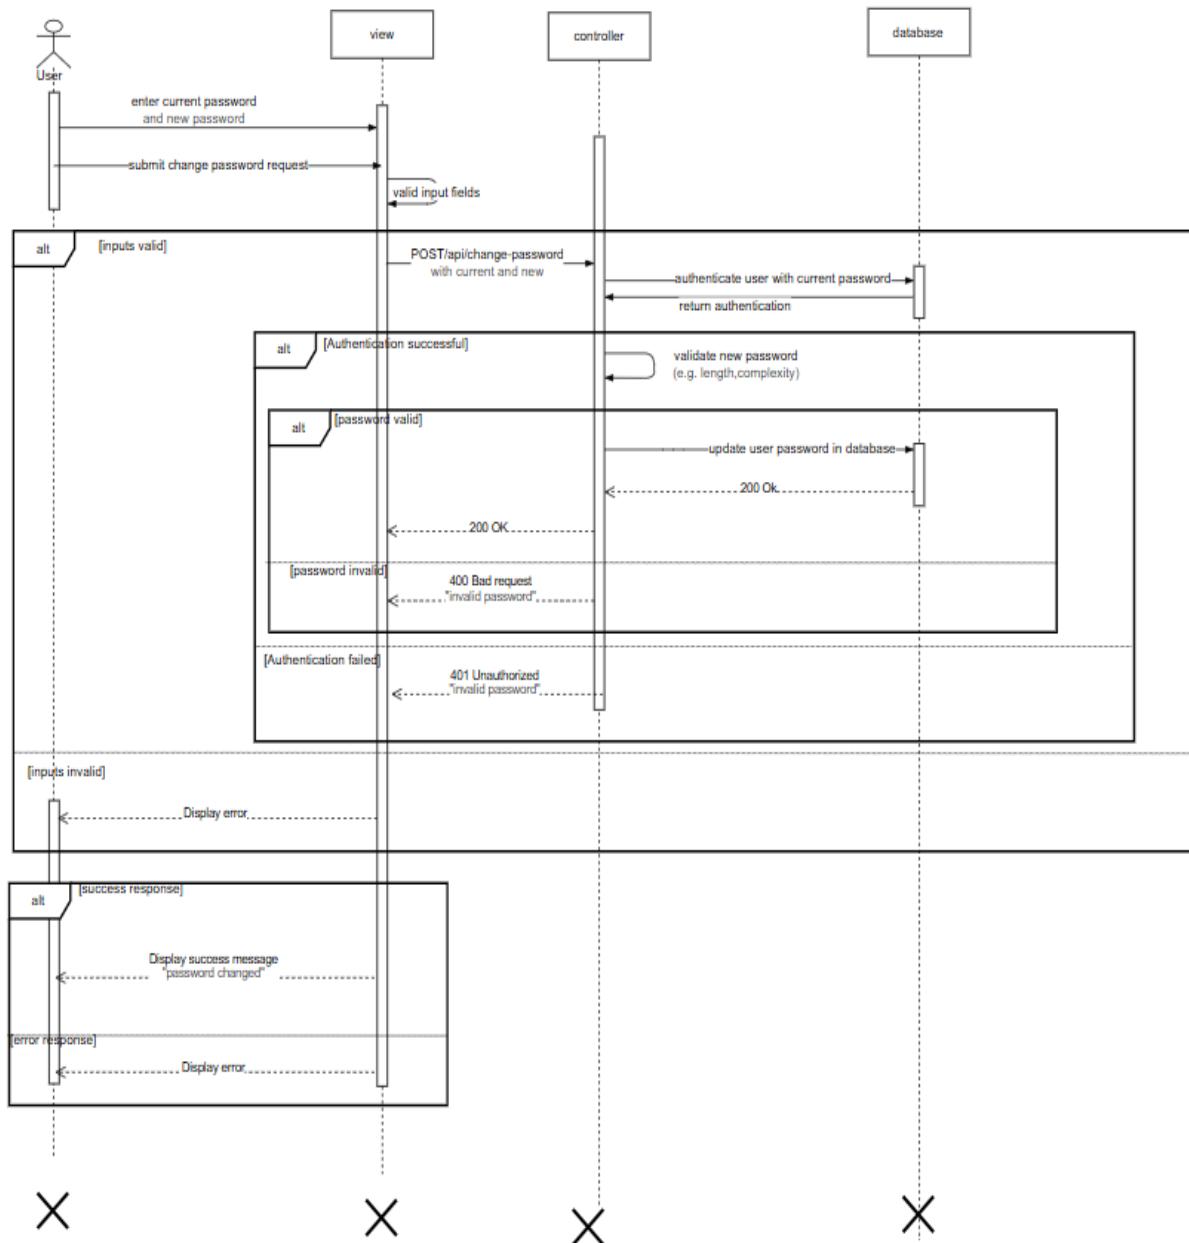 view
controller
database
User
enter current password
and new password
submit change password request
valid input fields
alt
[inputs valid]
POST/api/change-password
with current and new
authenticate user with current password
return authentication
alt
[Authentication successful]
validate new password
(e.g. length,complexity)
alt
[password valid]
update user password in database
200 Ok
200 OK
[password invalid]
400 Bad request
"invalid password"
[Authentication failed]
401 Unauthorized
"invalid password"
[inputs invalid]
Display error
alt
[success response]
Display success message
"password changed"
[error response]
Display error